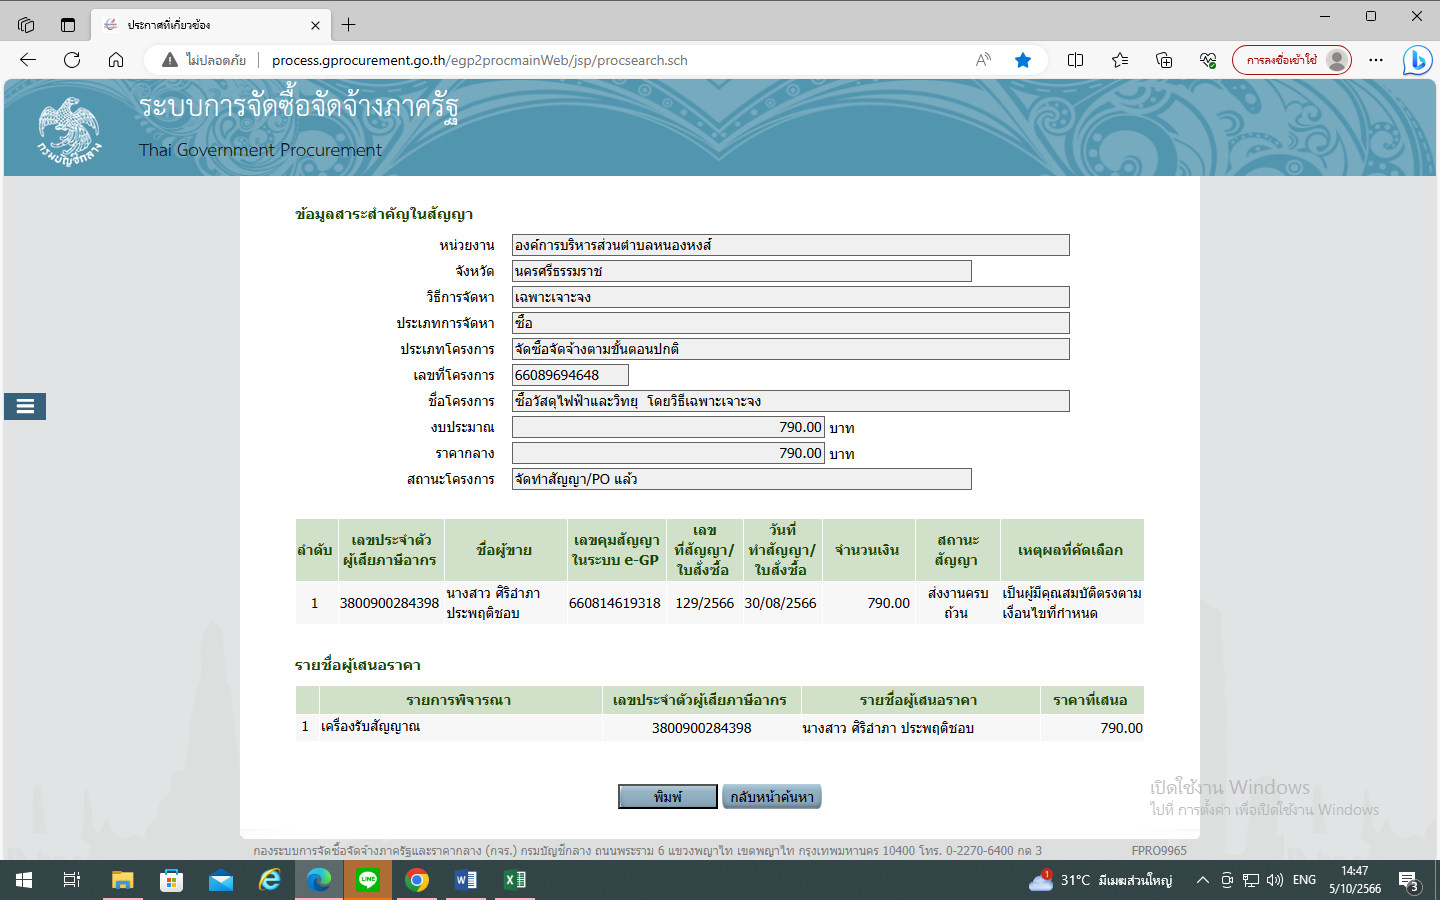 ประกาศที่เกี่ยวข้อง
ไม่ปลอดภัย
process.gprocurement.go.th/egp2procmainWeb/jsp/procsearch.sch
การลงชื่อเข้าใช้
ระบบการจัดซื้อจัดจ้างภาครัฐ
Thai Government Procurement
กรมบัญชีกลาง
ข้อมูลสาระสำคัญในสัญญา
หน่วยงาน องค์การบริหารส่วนตำบลหนองหงส์
จังหวัด นครศรีธรรมราช
วิธีการจัดหา เฉพาะเจาะจง
ประเภทการจัดหา ซื้อ
ประเภทโครงการ จัดซื้อจัดจ้างตามขั้นตอนปกติ
เลขที่โครงการ 66089694648
ชื่อโครงการ ซื้อวัสดุไฟฟ้าและวิทยุ โดยวิธีเฉพาะเจาะจง
งบประมาณ 790.00 บาท
ราคากลาง 790.00 บาท
สถานะโครงการ จัดทำสัญญา/PO แล้ว
ลำดับ เลขประจำตัวผู้เสียภาษีอากร ชื่อผู้ขาย เลขคุมสัญญาในระบบ e-GP เลขที่สัญญา/ใบสั่งซื้อ วันที่ทำสัญญา/ใบสั่งซื้อ จำนวนเงิน สถานะสัญญา เหตุผลที่คัดเลือก
1 3800900284398 นางสาว ศิริอำภา ประพฤติชอบ 660814619318 129/2566 30/08/2566 790.00 ส่งงานครบถ้วน เป็นผู้มีคุณสมบัติตรงตามเงื่อนไขที่กำหนด
รายชื่อผู้เสนอราคา
รายการพิจารณา เลขประจำตัวผู้เสียภาษีอากร รายชื่อผู้เสนอราคา ราคาที่เสนอ
1 เครื่องรับสัญญาณ 3800900284398 นางสาว ศิริอำภา ประพฤติชอบ 790.00
พิมพ์ กลับหน้าค้นหา
เปิดใช้งาน Windows
ไปที่ การตั้งค่า เพื่อเปิดใช้งาน Windows
กองระบบการจัดซื้อจัดจ้างภาครัฐและราคากลาง (กจร.) กรมบัญชีกลาง ถนนพระราม 6 แขวงพญาไท เขตพญาไท กรุงเทพมหานคร 10400 โทร. 0-2270-6400 กด 3 FPRO9965
1 31°C มีเมฆส่วนใหญ่ ENG 14:47
5/10/2566 3